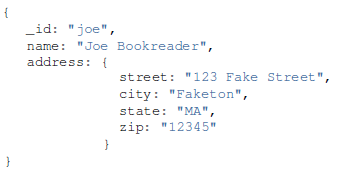 {
_id: "joe",
name: "Joe Bookreader",
address: {
street: "123 Fake Street",
city: "Faketon",
state: "MA",
zip: "12345"
}
}